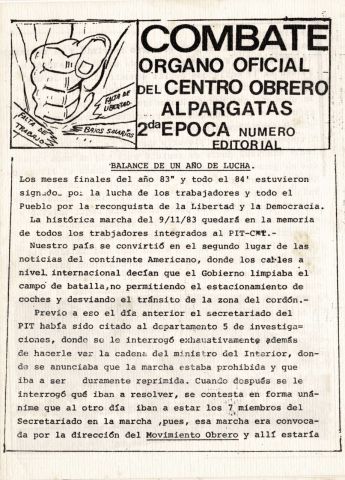 COMBATE
ORGANO OFICIAL
DEL CENTRO OBRERO
ALPARGATAS
2da EPOCA NUMERO
EDITORIAL
FALTA DE LIBERTAD
BAJOS SALARIOS
FALTA DE TRABAJO
BALANCE DE UN AÑO DE LUCHA.
Los meses finales del año 83" y todo el 84' estuvieron
signados por la lucha de los trabajadores y todo el
Pueblo por la reconquista de la Libertad y la Democracia.
La histórica marcha del 9/11/83 quedará en la memoria
de todos los trabajadores integrados al PIT-CNT.-
Nuestro país se convirtió en el segundo lugar de las
noticias del continente Americano, donde los cables a
nivel internacional decían que el Gobierno limpiaba el
campo de batalla,no permitiendo el estacionamiento de
coches y desviando el tránsito de la zona del cordón.-
Previo a eso el día anterior el secretariado del
PIT había sido citado al departamento 5 de investiga-
ciones, donde se le interrogó exhaustivamente además
de hacerle ver la cadena del ministro del Interior, don-
de se anunciaba que la marcha estaba prohibida y que
iba a ser duramente reprimida. Cuando después se le
interrogó qué iban a resolver, se contesta en forma uná-
nime que al otro día iban a estar los 7 miembros del
Secretariado en la marcha ,pues, esa marcha era convoca-
da por la dirección del Movimiento Obrero y allí estaría